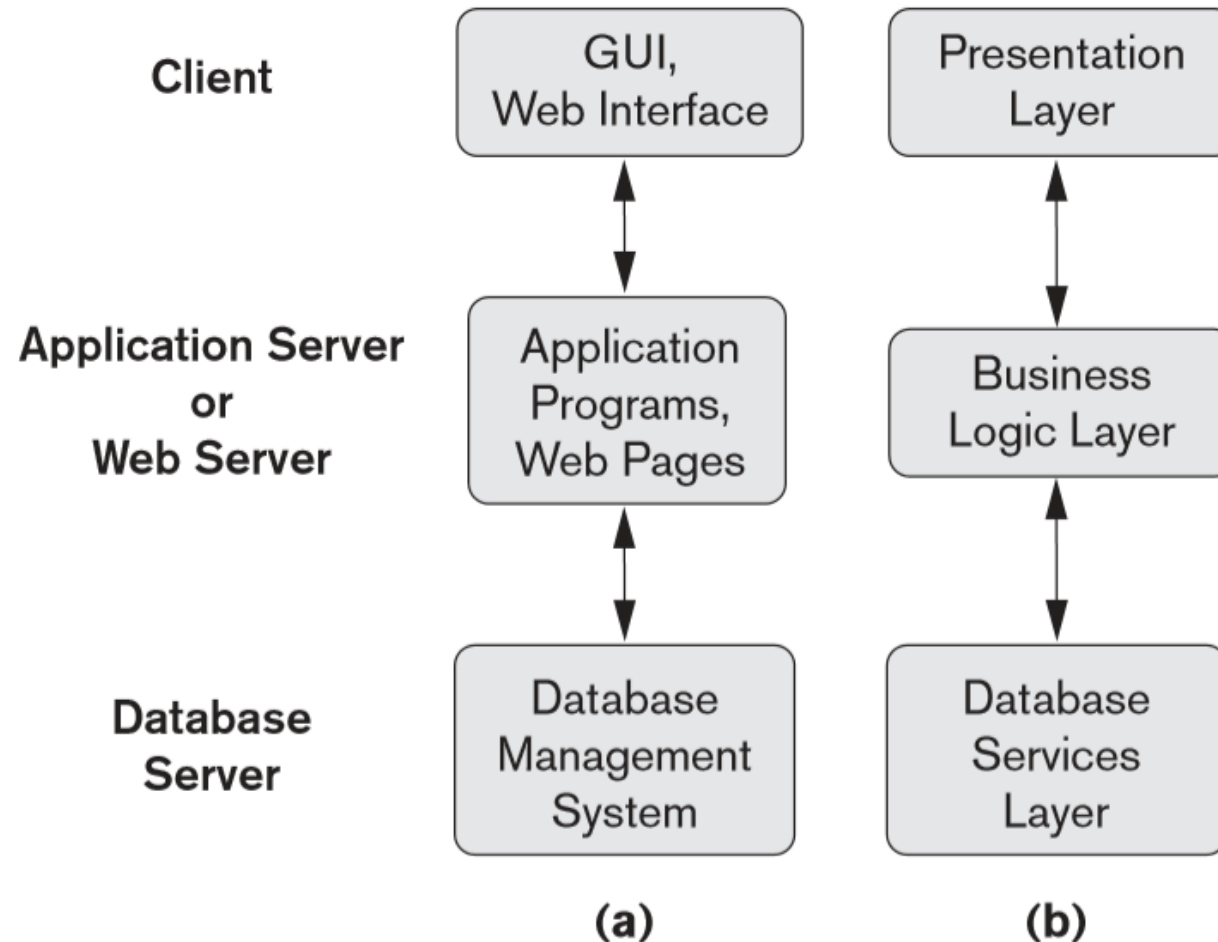 Client
GUI,
Web Interface
Presentation
Layer
Application Server
or
Web Server
Application
Programs,
Web Pages
Business
Logic Layer
Database
Server
Database
Management
System
Database
Services
Layer
(a)
(b)